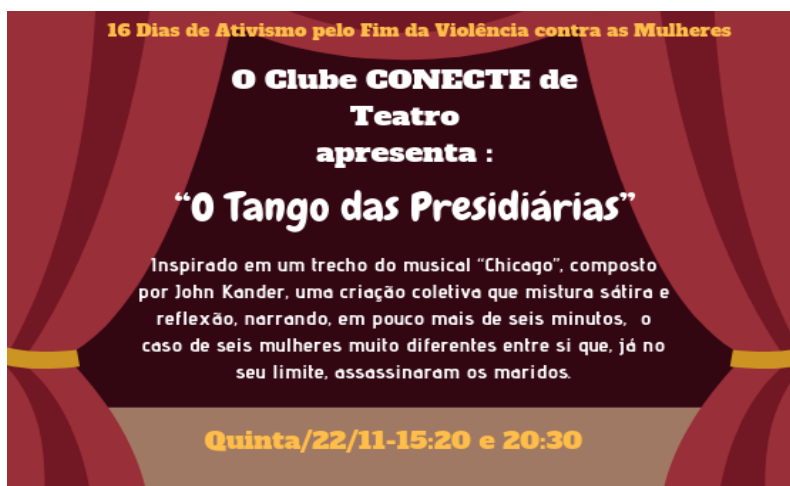 16 Dias de Ativismo pelo Fim da Violência contra as Mulheres
O Clube CONECTE de
Teatro
apresenta :
“O Tango das Presidiárias”
Inspirado em um trecho do musical “Chicago”, composto
por John Kander, uma criação coletiva que mistura sátira e
reflexão, narrando, em pouco mais de seis minutos, o
caso de seis mulheres muito diferentes entre si que, já no
seu limite, assassinaram os maridos.
Quinta/22/11-15:20 e 20:30